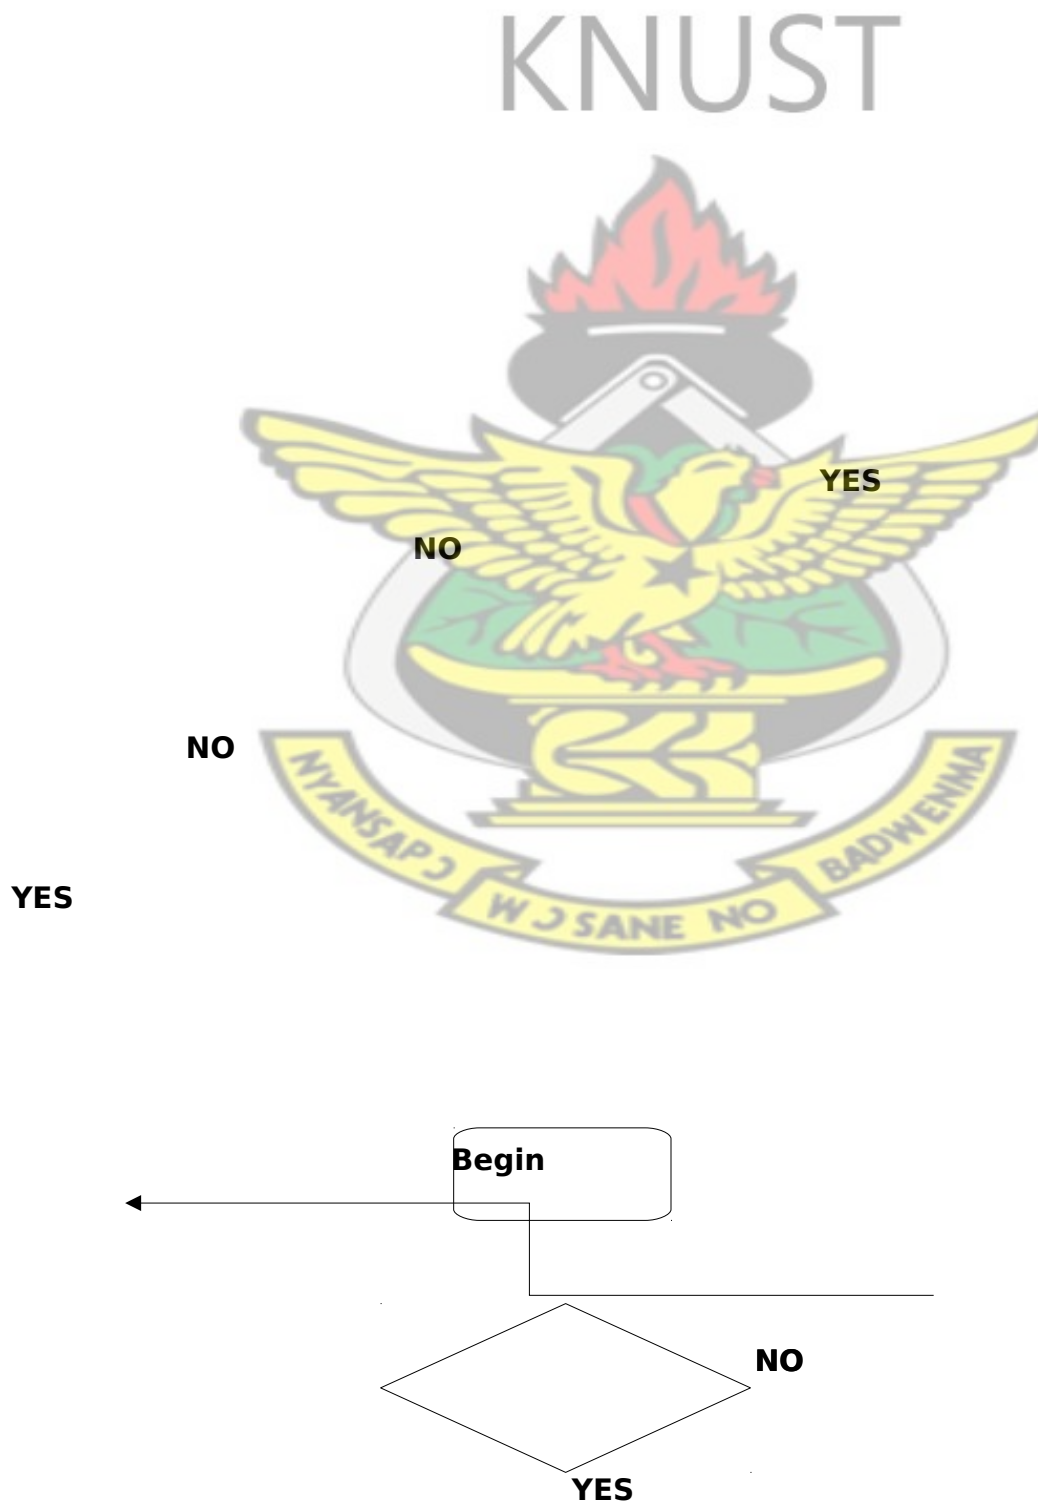 KNUST
YES
NO
NO
NYANSAPƆ
BADWENMA
YES
WƆSANE NO
Begin
NO
YES